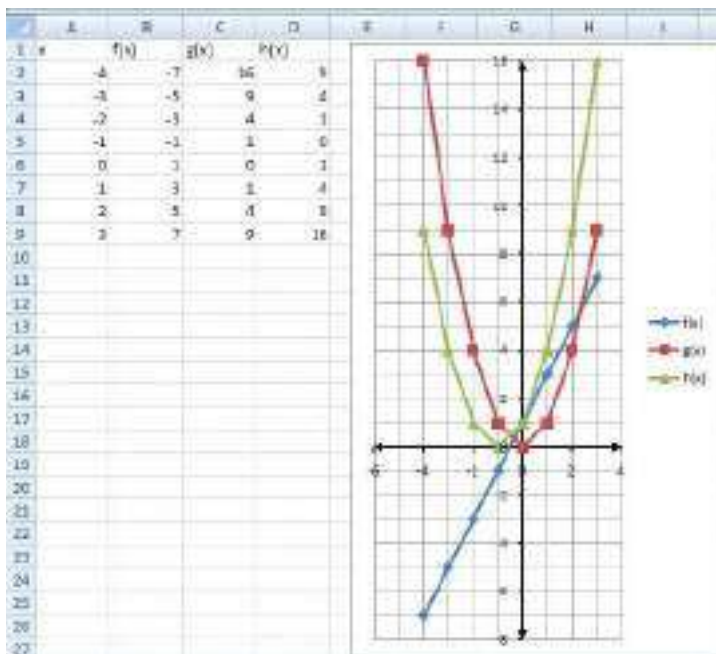 A B C D E F G H I
1 x f(x) g(x) h(x)
2 -4 -7 16 9
3 -3 -5 9 4
4 -2 -3 4 1
5 -1 -1 1 0
6 0 1 0 1
7 1 3 1 4
8 2 5 4 9
9 3 7 9 16
10
11
12
13
14
15
16
17
18
19
20
21
22
23
24
25
26
27
16
14
12
10
8
6
4
2
0
-6 -4 -2 0 2 4
-2
-4
-6
-8
f(x)
g(x)
h(x)